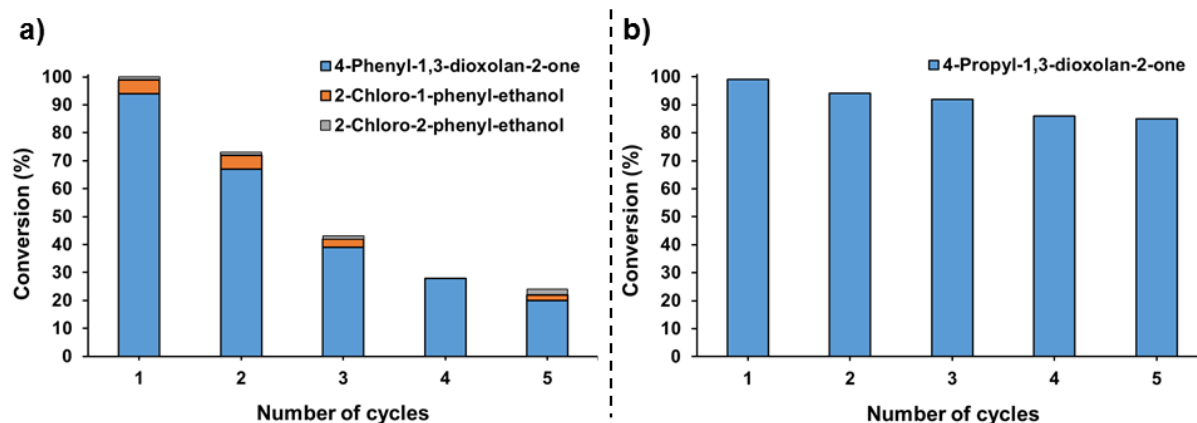 a)
4-Phenyl-1,3-dioxolan-2-one
2-Chloro-1-phenyl-ethanol
2-Chloro-2-phenyl-ethanol
Conversion (%)
100
90
80
70
60
50
40
30
20
10
0
1 2 3 4 5
Number of cycles
b)
4-Propyl-1,3-dioxolan-2-one
Conversion (%)
100
90
80
70
60
50
40
30
20
10
0
1 2 3 4 5
Number of cycles